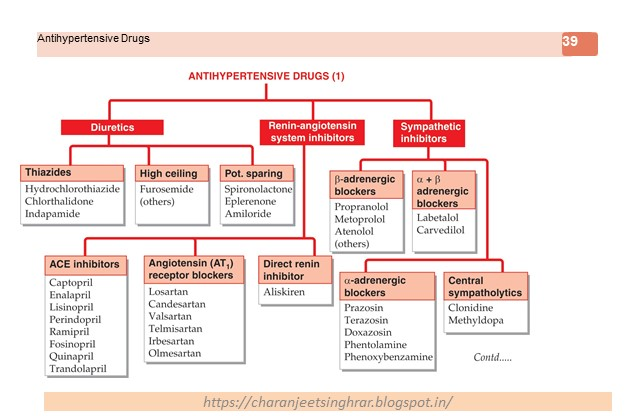 Antihypertensive Drugs
39
ANTIHYPERTENSIVE DRUGS (1)
Diuretics
Renin-angiotensin
system inhibitors
Sympathetic
inhibitors
Thiazides
Hydrochlorothiazide
Chlorthalidone
Indapamide
High ceiling
Furosemide
(others)
Pot. sparing
Spironolactone
Eplerenone
Amiloride
β-adrenergic
blockers
Propranolol
Metoprolol
Atenolol
(others)
α + β
adrenergic
blockers
Labetalol
Carvedilol
ACE inhibitors
Captopril
Enalapril
Lisinopril
Perindopril
Ramipril
Fosinopril
Quinapril
Trandolapril
Angiotensin (AT₁)
receptor blockers
Losartan
Candesartan
Valsartan
Telmisartan
Irbesartan
Olmesartan
Direct renin
inhibitor
Aliskiren
α-adrenergic
blockers
Prazosin
Terazosin
Doxazosin
Phentolamine
Phenoxybenzamine
Central
sympatholytics
Clonidine
Methyldopa
Contd.....
https://charanjeetsinghrar.blogspot.in/